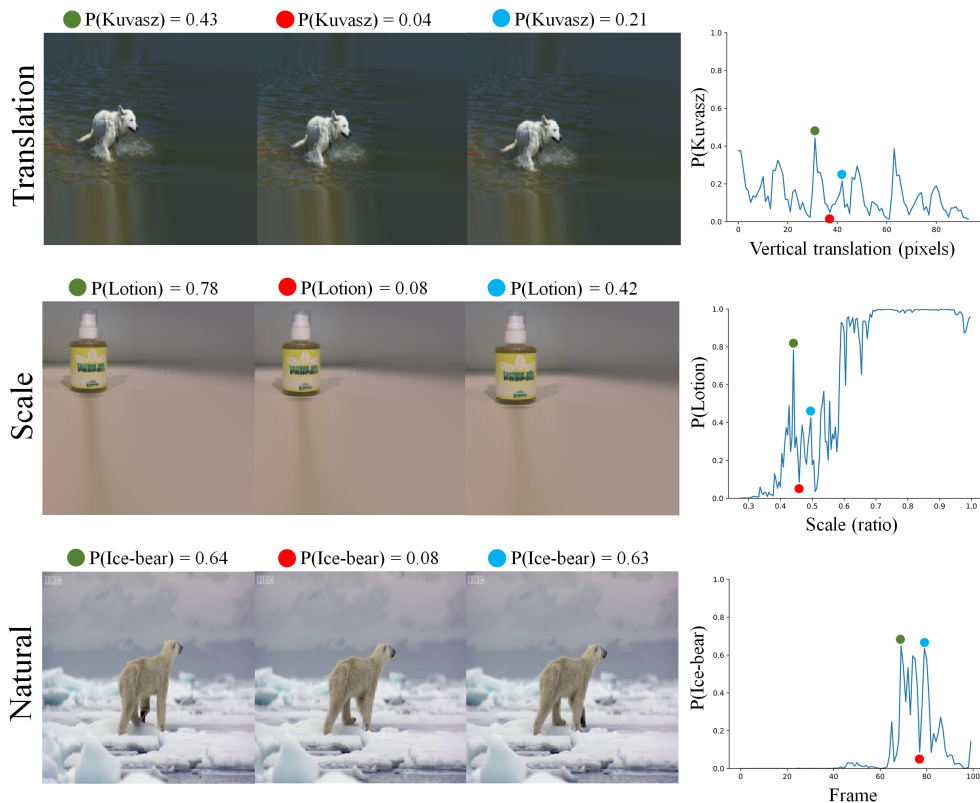 P(Kuvasz) = 0.43
P(Kuvasz) = 0.04
P(Kuvasz) = 0.21
Translation
P(Kuvasz)
1.0
0.8
0.6
0.4
0.2
0.0
0 20 40 60 80
Vertical translation (pixels)
P(Lotion) = 0.78
P(Lotion) = 0.08
P(Lotion) = 0.42
Scale
P(Lotion)
1.0
0.8
0.6
0.4
0.2
0.0
0.3 0.4 0.5 0.6 0.7 0.8 0.9 1.0
Scale (ratio)
P(Ice-bear) = 0.64
P(Ice-bear) = 0.08
P(Ice-bear) = 0.63
Natural
P(Ice-bear)
1.0
0.8
0.6
0.4
0.2
0.0
0 20 40 60 80 100
Frame